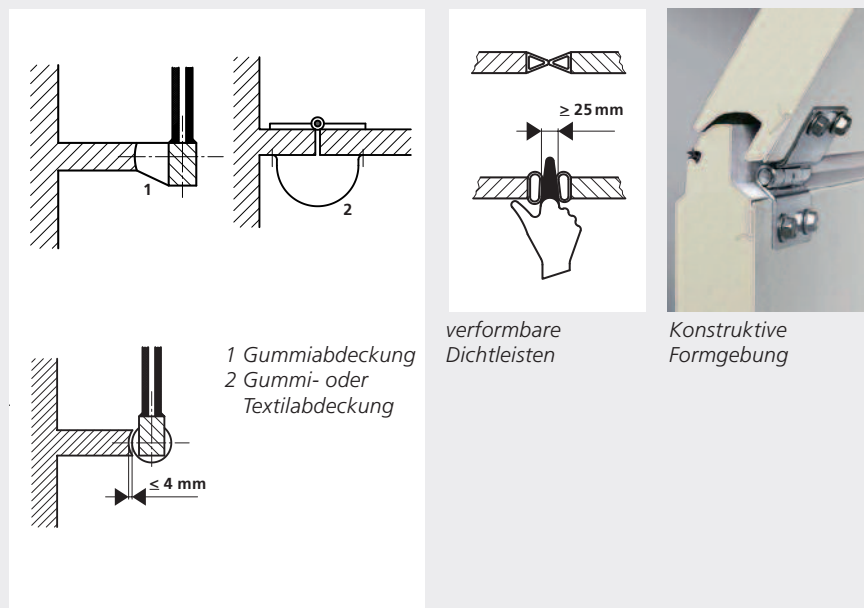 1
2
≥ 25 mm
1 Gummiabdeckung
2 Gummi- oder
Textilabdeckung
≤ 4 mm
verformbare
Dichtleisten
Konstruktive
Formgebung